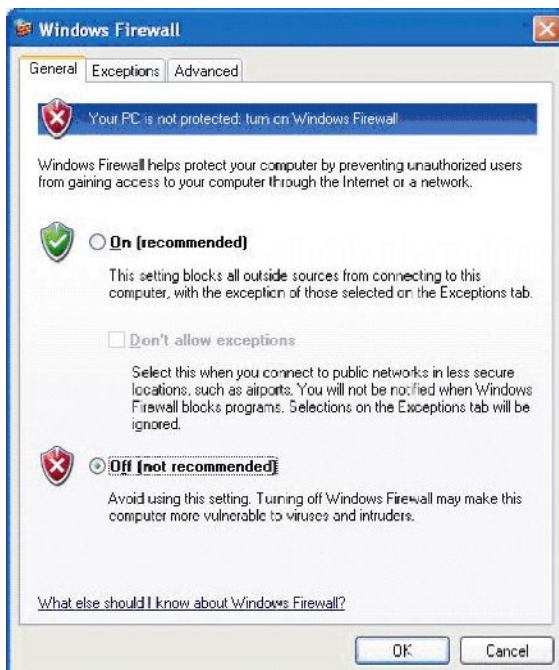 Windows Firewall
General Exceptions Advanced
Your PC is not protected: turn on Windows Firewall
Windows Firewall helps protect your computer by preventing unauthorized users
from gaining access to your computer through the Internet or a network.
On (recommended)
This setting blocks all outside sources from connecting to this
computer, with the exception of those selected on the Exceptions tab.
Don't allow exceptions
Select this when you connect to public networks in less secure
locations, such as airports. You will not be notified when Windows
Firewall blocks programs. Selections on the Exceptions tab will be
ignored.
Off (not recommended)
Avoid using this setting. Turning off Windows Firewall may make this
computer more vulnerable to viruses and intruders.
What else should I know about Windows Firewall?
OK Cancel